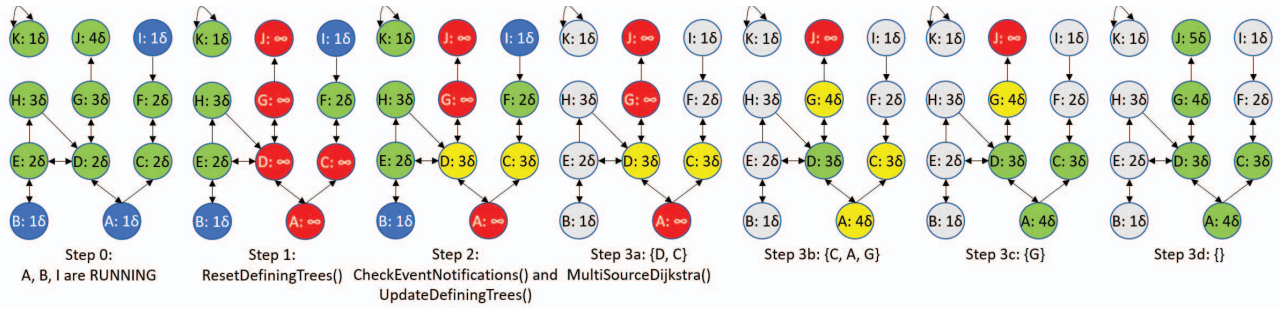 K: 1δ J: 4δ I: 1δ K: 1δ J: ∞ I: 1δ K: 1δ J: ∞ I: 1δ K: 1δ J: ∞ I: 1δ K: 1δ J: ∞ I: 1δ K: 1δ J: ∞ I: 1δ K: 1δ J: 5δ I: 1δ
H: 3δ G: 3δ F: 2δ H: 3δ G: ∞ F: 2δ H: 3δ G: ∞ F: 2δ H: 3δ G: ∞ F: 2δ H: 3δ G: 4δ F: 2δ H: 3δ G: 4δ F: 2δ H: 3δ G: 4δ F: 2δ
E: 2δ D: 2δ C: 2δ E: 2δ D: ∞ C: ∞ E: 2δ D: 3δ C: 3δ E: 2δ D: 3δ C: 3δ E: 2δ D: 3δ C: 3δ E: 2δ D: 3δ C: 3δ E: 2δ D: 3δ C: 3δ
B: 1δ A: 1δ B: 1δ A: ∞ B: 1δ A: ∞ B: 1δ A: ∞ B: 1δ A: 4δ B: 1δ A: 4δ B: 1δ A: 4δ
Step 0: Step 1: Step 2: Step 3a: {D, C} Step 3b: {C, A, G} Step 3c: {G} Step 3d: {}
A, B, I are RUNNING ResetDefiningTrees() CheckEventNotifications() and MultiSourceDijkstra()
UpdateDefiningTrees()